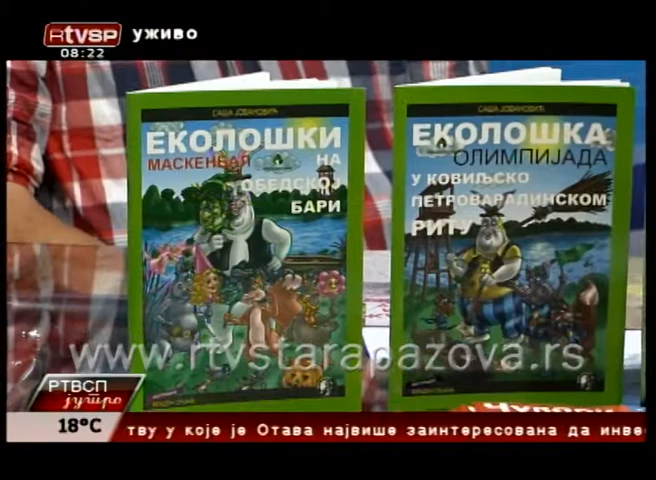 RTVSP уживо
08:22
САША ЈОВАНОВИЋ
ЕКОЛОШКИ
МАСКЕНБАЛ НА
ОБЕДСКОЈ
БАРИ
САША ЈОВАНОВИЋ
ЕКОЛОШКА
ОЛИМПИЈАДА
У КОВИЉСКО
ПЕТРОВАРАДИНСКОМ
РИТУ
www.rtvstarapazova.rs
РТВСП
јутро
18°C
тву у које је Отава највише заинтересована да инве